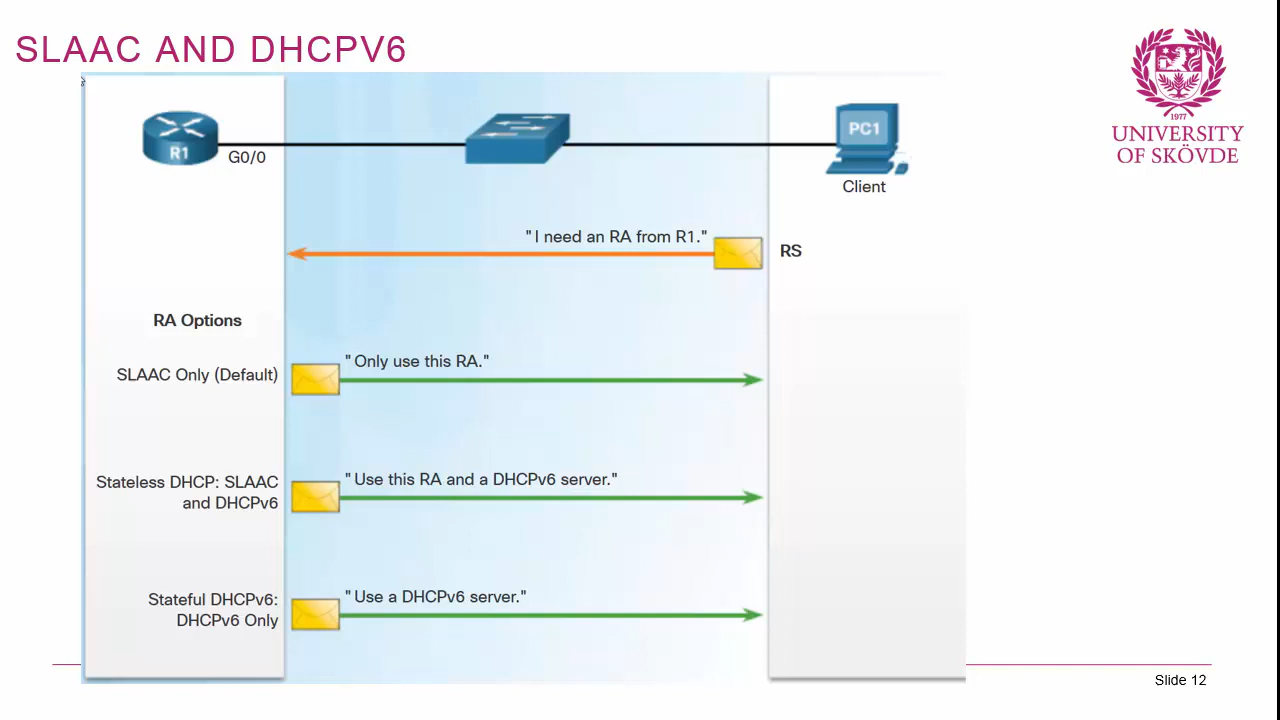 SLAAC AND DHCPV6
1977
UNIVERSITY
OF SKÖVDE
R1
G0/0
PC1
Client
"I need an RA from R1."
RS
RA Options
SLAAC Only (Default)
"Only use this RA."
Stateless DHCP: SLAAC
and DHCPv6
"Use this RA and a DHCPv6 server."
Stateful DHCPv6:
DHCPv6 Only
"Use a DHCPv6 server."
Slide 12